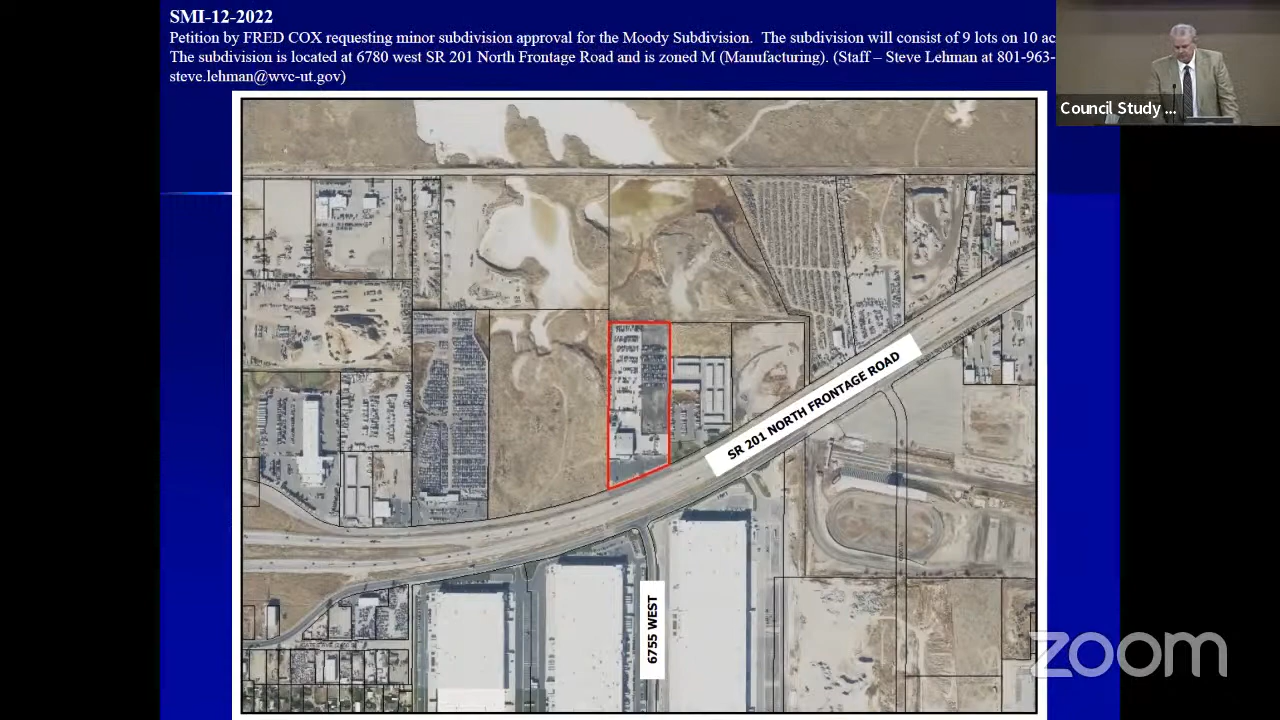 SMI-12-2022
Petition by FRED COX requesting minor subdivision approval for the Moody Subdivision. The subdivision will consist of 9 lots on 10 ac
The subdivision is located at 6780 west SR 201 North Frontage Road and is zoned M (Manufacturing). (Staff – Steve Lehman at 801-963-
steve.lehman@wvc-ut.gov)
Council Study ...
SR 201 NORTH FRONTAGE ROAD
6755 WEST
zoom